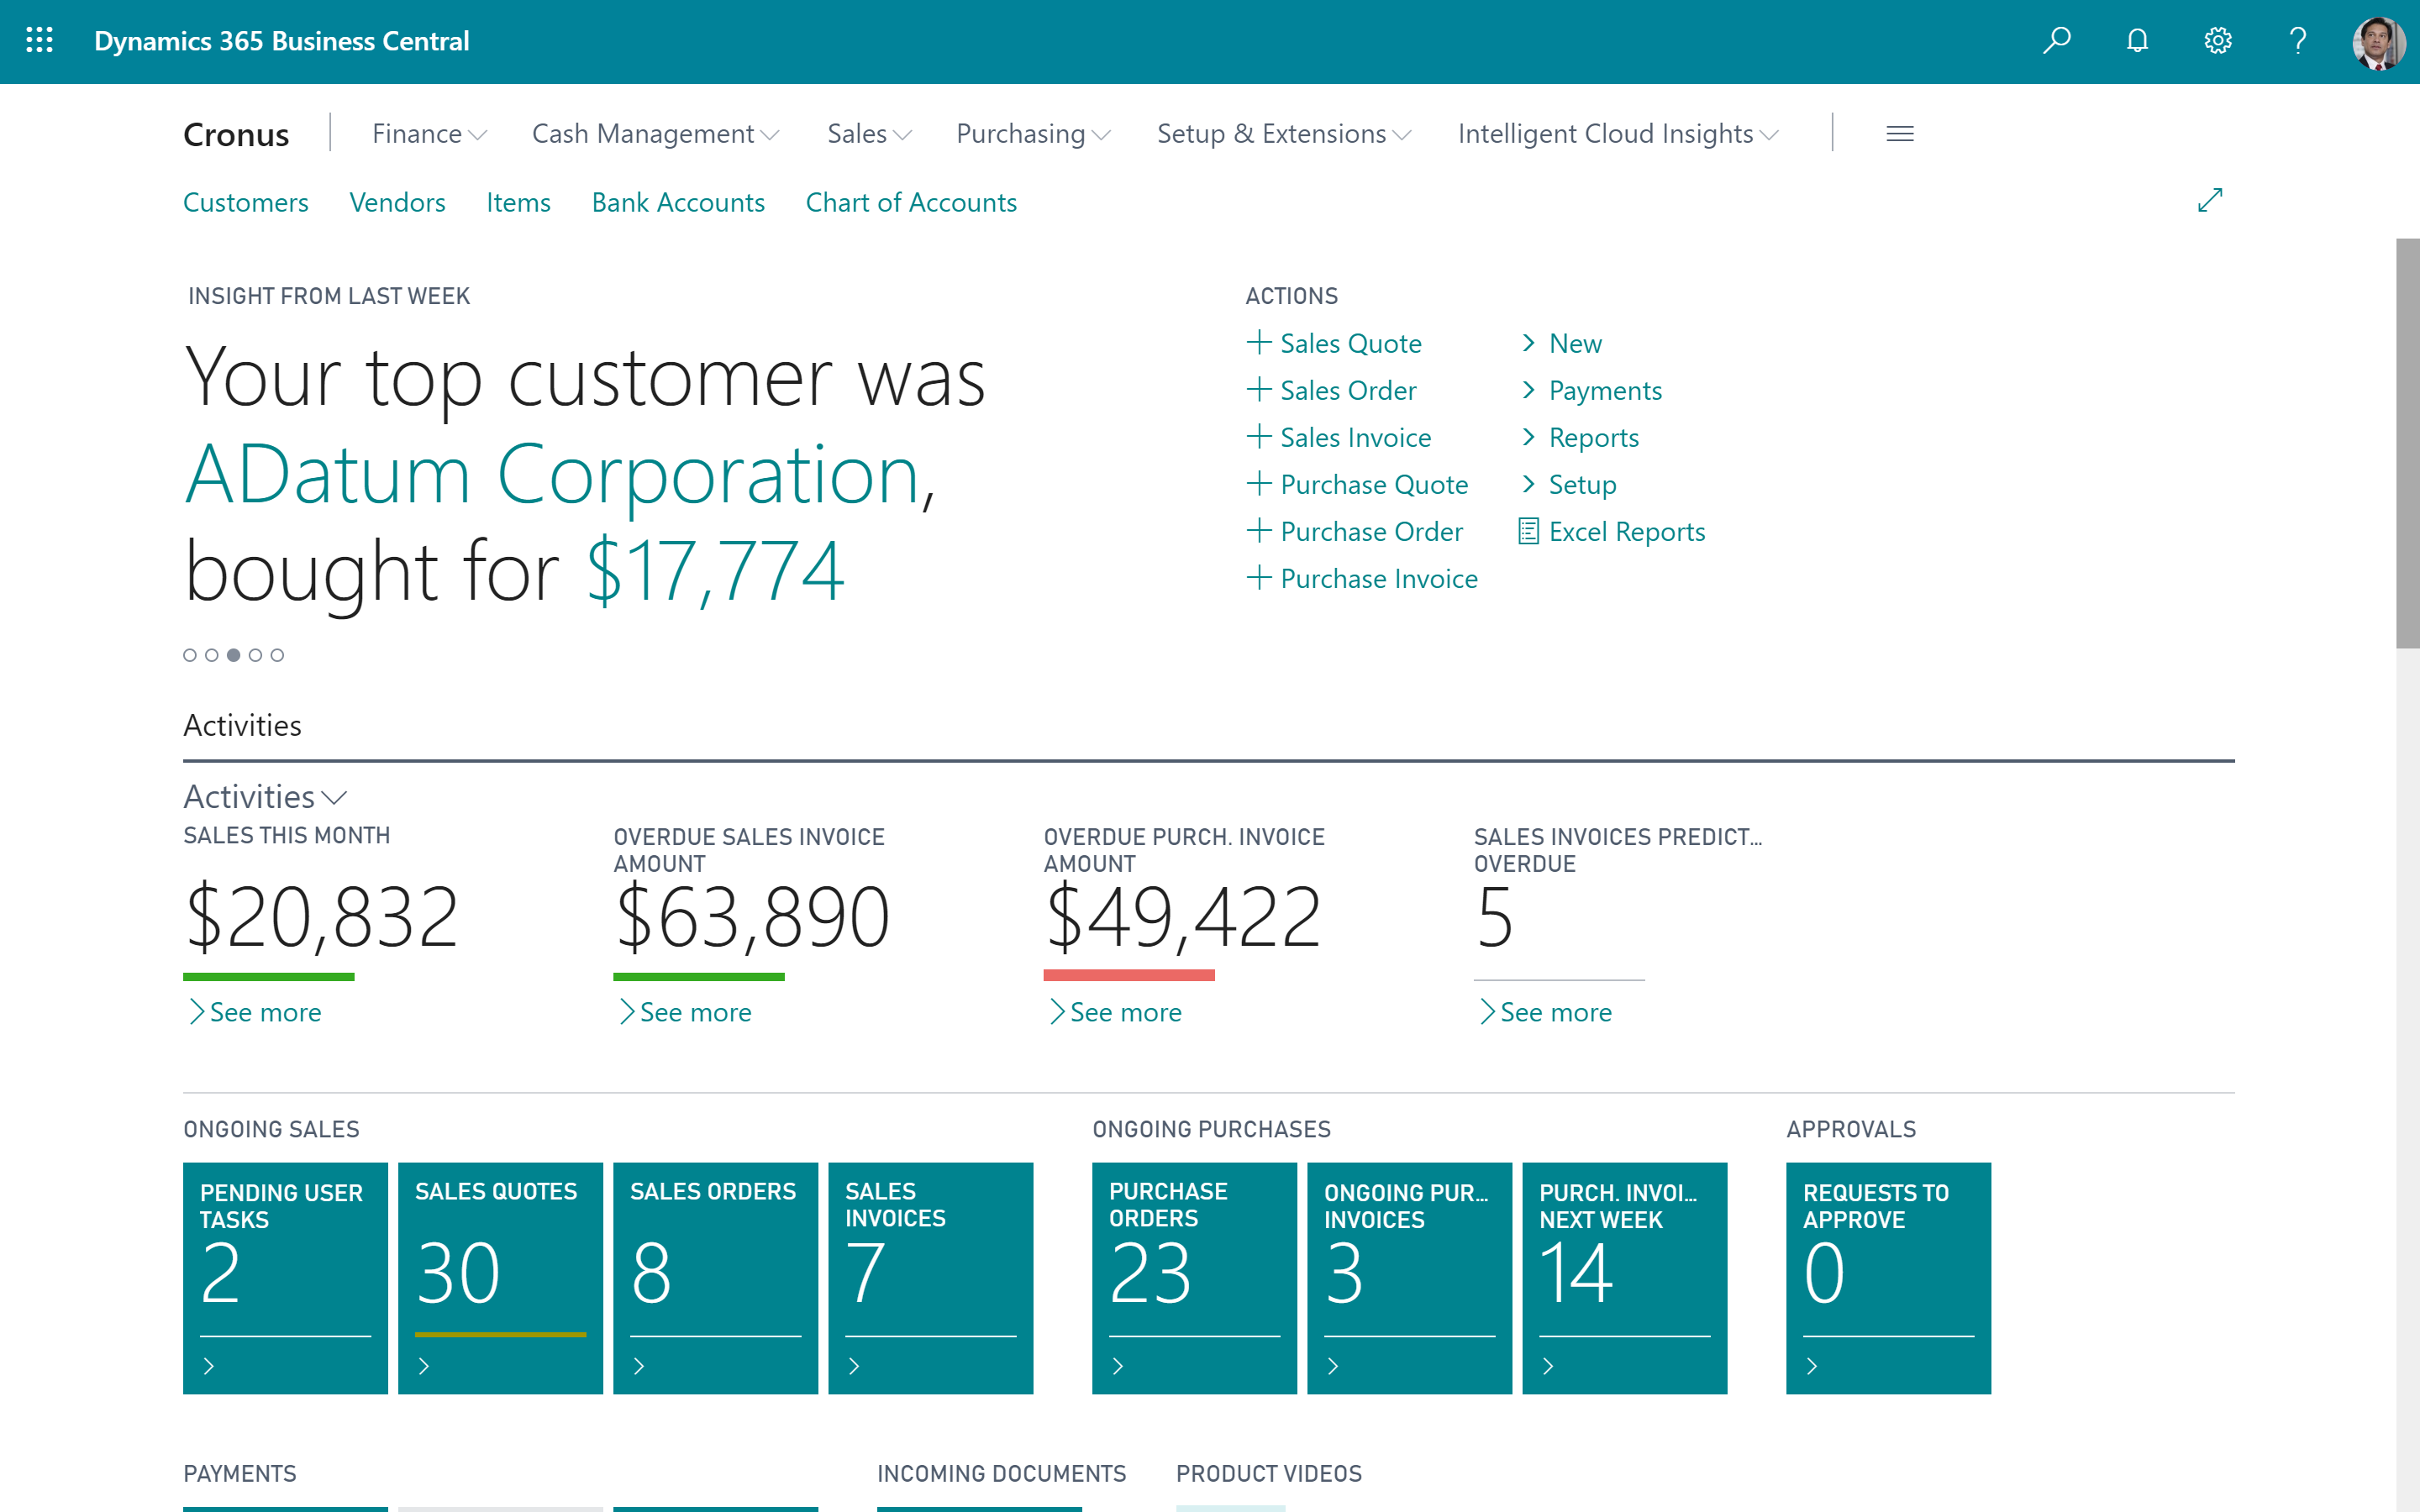 Dynamics 365 Business Central
Cronus
Finance
Cash Management
Sales
Purchasing
Setup & Extensions
Intelligent Cloud Insights
Customers
Vendors
Items
Bank Accounts
Chart of Accounts
INSIGHT FROM LAST WEEK
Your top customer was
ADatum Corporation,
bought for $17,774
ACTIONS
Sales Quote
Sales Order
Sales Invoice
Purchase Quote
Purchase Order
Purchase Invoice
New
Payments
Reports
Setup
Excel Reports
Activities
Activities
SALES THIS MONTH
$20,832
See more
OVERDUE SALES INVOICE
AMOUNT
$63,890
See more
OVERDUE PURCH. INVOICE
AMOUNT
$49,422
See more
SALES INVOICES PREDICT...
OVERDUE
5
See more
ONGOING SALES
PENDING USER
TASKS
2
SALES QUOTES
30
SALES ORDERS
8
SALES
INVOICES
7
ONGOING PURCHASES
PURCHASE
ORDERS
23
ONGOING PUR...
INVOICES
3
PURCH. INVOI...
NEXT WEEK
14
APPROVALS
REQUESTS TO
APPROVE
0
PAYMENTS
INCOMING DOCUMENTS
PRODUCT VIDEOS